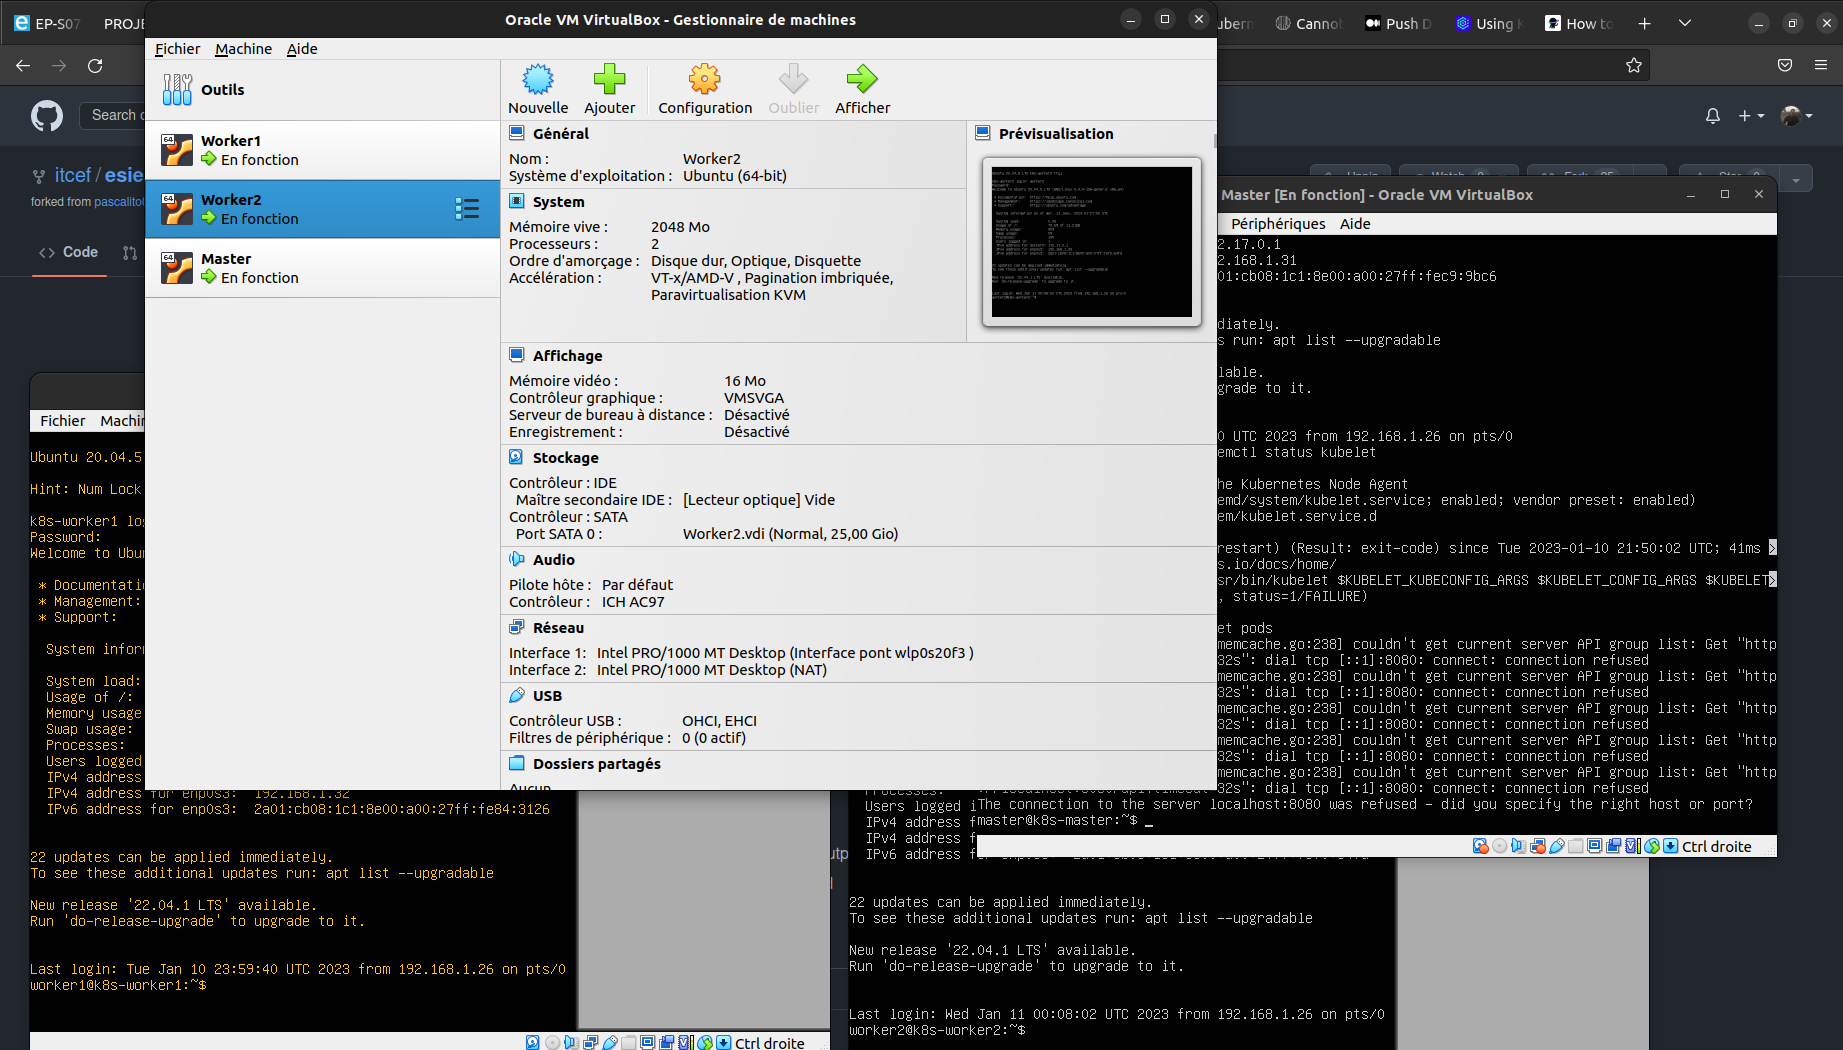 EP-S07
PROJE
Oracle VM VirtualBox - Gestionnaire de machines
Cannot
Push D
Using K
How to
Fichier Machine Aide
Outils
Nouvelle
Ajouter
Configuration
Oublier
Afficher
Search
Worker1
En fonction
Worker2
En fonction
Master
En fonction
itcef / esie
forked from pascalito
Code
Général
Nom : Worker2
Système d'exploitation : Ubuntu (64-bit)
Prévisualisation
System
Mémoire vive : 2048 Mo
Processeurs : 2
Ordre d'amorçage : Disque dur, Optique, Disquette
Accélération : VT-x/AMD-V , Pagination imbriquée,
Paravirtualisation KVM
Affichage
Mémoire vidéo : 16 Mo
Contrôleur graphique : VMSVGA
Serveur de bureau à distance : Désactivé
Enregistrement : Désactivé
Stockage
Contrôleur : IDE
Maître secondaire IDE : [Lecteur optique] Vide
Contrôleur : SATA
Port SATA 0 : Worker2.vdi (Normal, 25,00 Gio)
Audio
Pilote hôte : Par défaut
Contrôleur : ICH AC97
Réseau
Interface 1: Intel PRO/1000 MT Desktop (Interface pont wlp0s20f3 )
Interface 2: Intel PRO/1000 MT Desktop (NAT)
USB
Contrôleur USB : OHCI, EHCI
Filtres de périphérique : 0 (0 actif)
Dossiers partagés
Aucun
Master [En fonction] - Oracle VM VirtualBox
Périphériques Aide
2.17.0.1
2.168.1.31
01:cb08:1c1:8e00:a00:27ff:fec9:9bc6
diately.
s run: apt list --upgradable
lable.
grade to it.
0 UTC 2023 from 192.168.1.26 on pts/0
emctl status kubelet
he Kubernetes Node Agent
emd/system/kubelet.service; enabled; vendor preset: enabled)
em/kubelet.service.d
restart) (Result: exit-code) since Tue 2023-01-10 21:50:02 UTC; 41ms >
s.io/docs/home/
sr/bin/kubelet $KUBELET_KUBECONFIG_ARGS $KUBELET_CONFIG_ARGS $KUBELET>
, status=1/FAILURE)
et pods
memcache.go:238] couldn't get current server API group list: Get "http
32s": dial tcp [::1]:8080: connect: connection refused
memcache.go:238] couldn't get current server API group list: Get "http
32s": dial tcp [::1]:8080: connect: connection refused
memcache.go:238] couldn't get current server API group list: Get "http
32s": dial tcp [::1]:8080: connect: connection refused
memcache.go:238] couldn't get current server API group list: Get "http
32s": dial tcp [::1]:8080: connect: connection refused
memcache.go:238] couldn't get current server API group list: Get "http
32s": dial tcp [::1]:8080: connect: connection refused
The connection to the server localhost:8080 was refused - did you specify the right host or port?
master@k8s-master:~$ _
Ctrl droite
Fichier Machin
Ubuntu 20.04.5
Hint: Num Lock
k8s-worker1 log
Password:
Welcome to Ubun
* Documentatio
* Management:
* Support:
System inform
System load:
Usage of /:
Memory usage
Swap usage:
Processes:
Users logged
IPv4 address
IPv4 address for enp0s3: 192.168.1.32
IPv6 address for enp0s3: 2a01:cb08:1c1:8e00:a00:27ff:fe84:3126
22 updates can be applied immediately.
To see these additional updates run: apt list --upgradable
New release '22.04.1 LTS' available.
Run 'do-release-upgrade' to upgrade to it.
Last login: Tue Jan 10 23:59:40 UTC 2023 from 192.168.1.26 on pts/0
worker1@k8s-worker1:~$
Ctrl droite
Users logged i
IPv4 address f
IPv4 address f
IPv6 address f
22 updates can be applied immediately.
To see these additional updates run: apt list --upgradable
New release '22.04.1 LTS' available.
Run 'do-release-upgrade' to upgrade to it.
Last login: Wed Jan 11 00:08:02 UTC 2023 from 192.168.1.26 on pts/0
worker2@k8s-worker2:~$